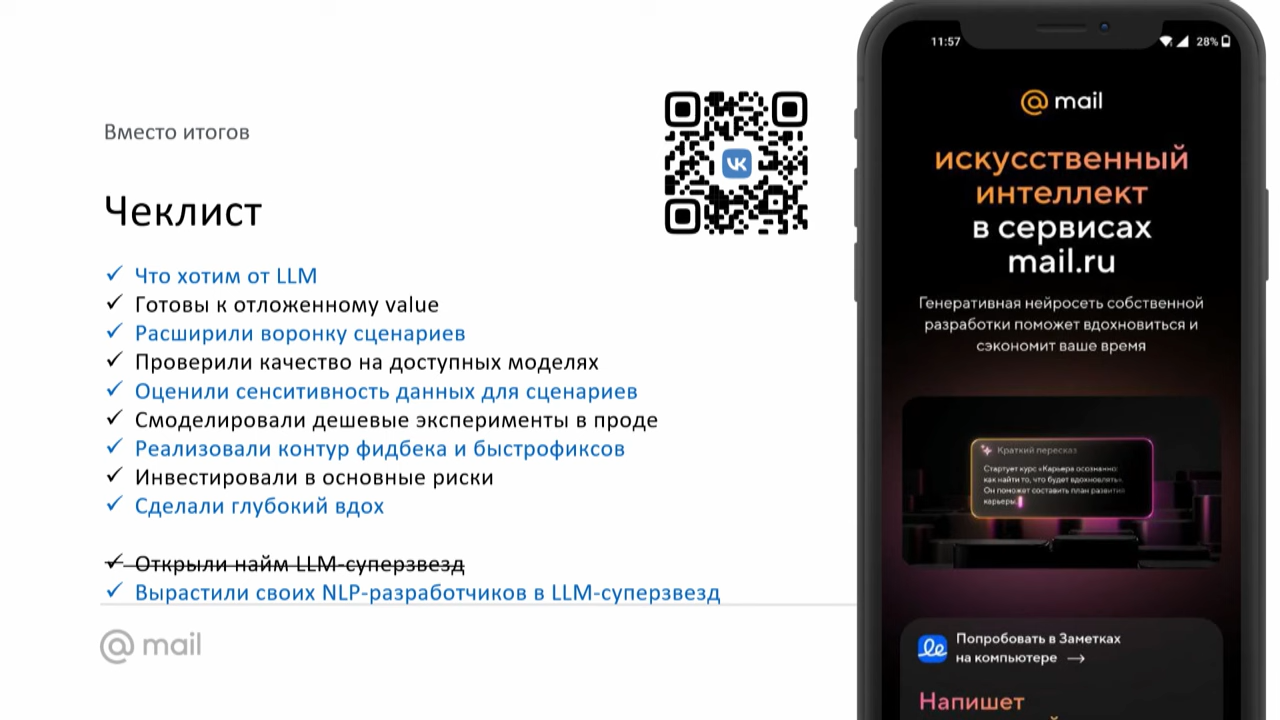 Вместо итогов
Чеклист
✓ Что хотим от LLM
✓ Готовы к отложенному value
✓ Расширили воронку сценариев
✓ Проверили качество на доступных моделях
✓ Оценили сенситивность данных для сценариев
✓ Смоделировали дешевые эксперименты в проде
✓ Реализовали контур фидбека и быстрофиксов
✓ Инвестировали в основные риски
✓ Сделали глубокий вдох
✓ Открыли найм LLM-суперзвезд
✓ Вырастили своих NLP-разработчиков в LLM-суперзвезд
@ mail
11:57
28%
@ mail
искусственный
интеллект
в сервисах
mail.ru
Генеративная нейросеть собственной
разработки поможет вдохновиться и
сэкономит ваше время
Краткий пересказ
Стартует курс «Карьера осознанно:
как найти то, что будет вдохновлять».
Он поможет составить план развития
карьеры.
Попробовать в Заметках
на компьютере →
Напишет